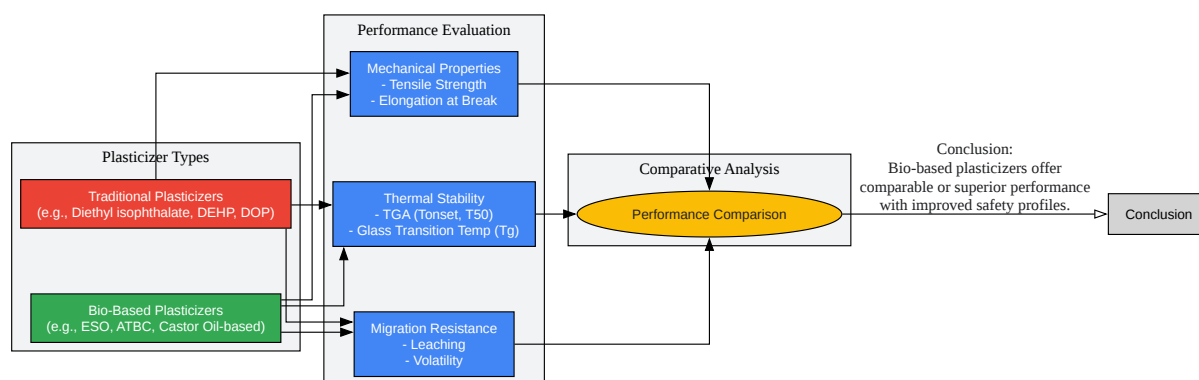 Performance Evaluation
Mechanical Properties
- Tensile Strength
- Elongation at Break
Plasticizer Types
Traditional Plasticizers
(e.g., Diethyl isophthalate, DEHP, DOP)
Thermal Stability
- TGA (Tonset, T50)
- Glass Transition Temp (Tg)
Bio-Based Plasticizers
(e.g., ESO, ATBC, Castor Oil-based)
Migration Resistance
- Leaching
- Volatility
Comparative Analysis
Performance Comparison
Conclusion:
Bio-based plasticizers offer
comparable or superior performance
with improved safety profiles.
Conclusion